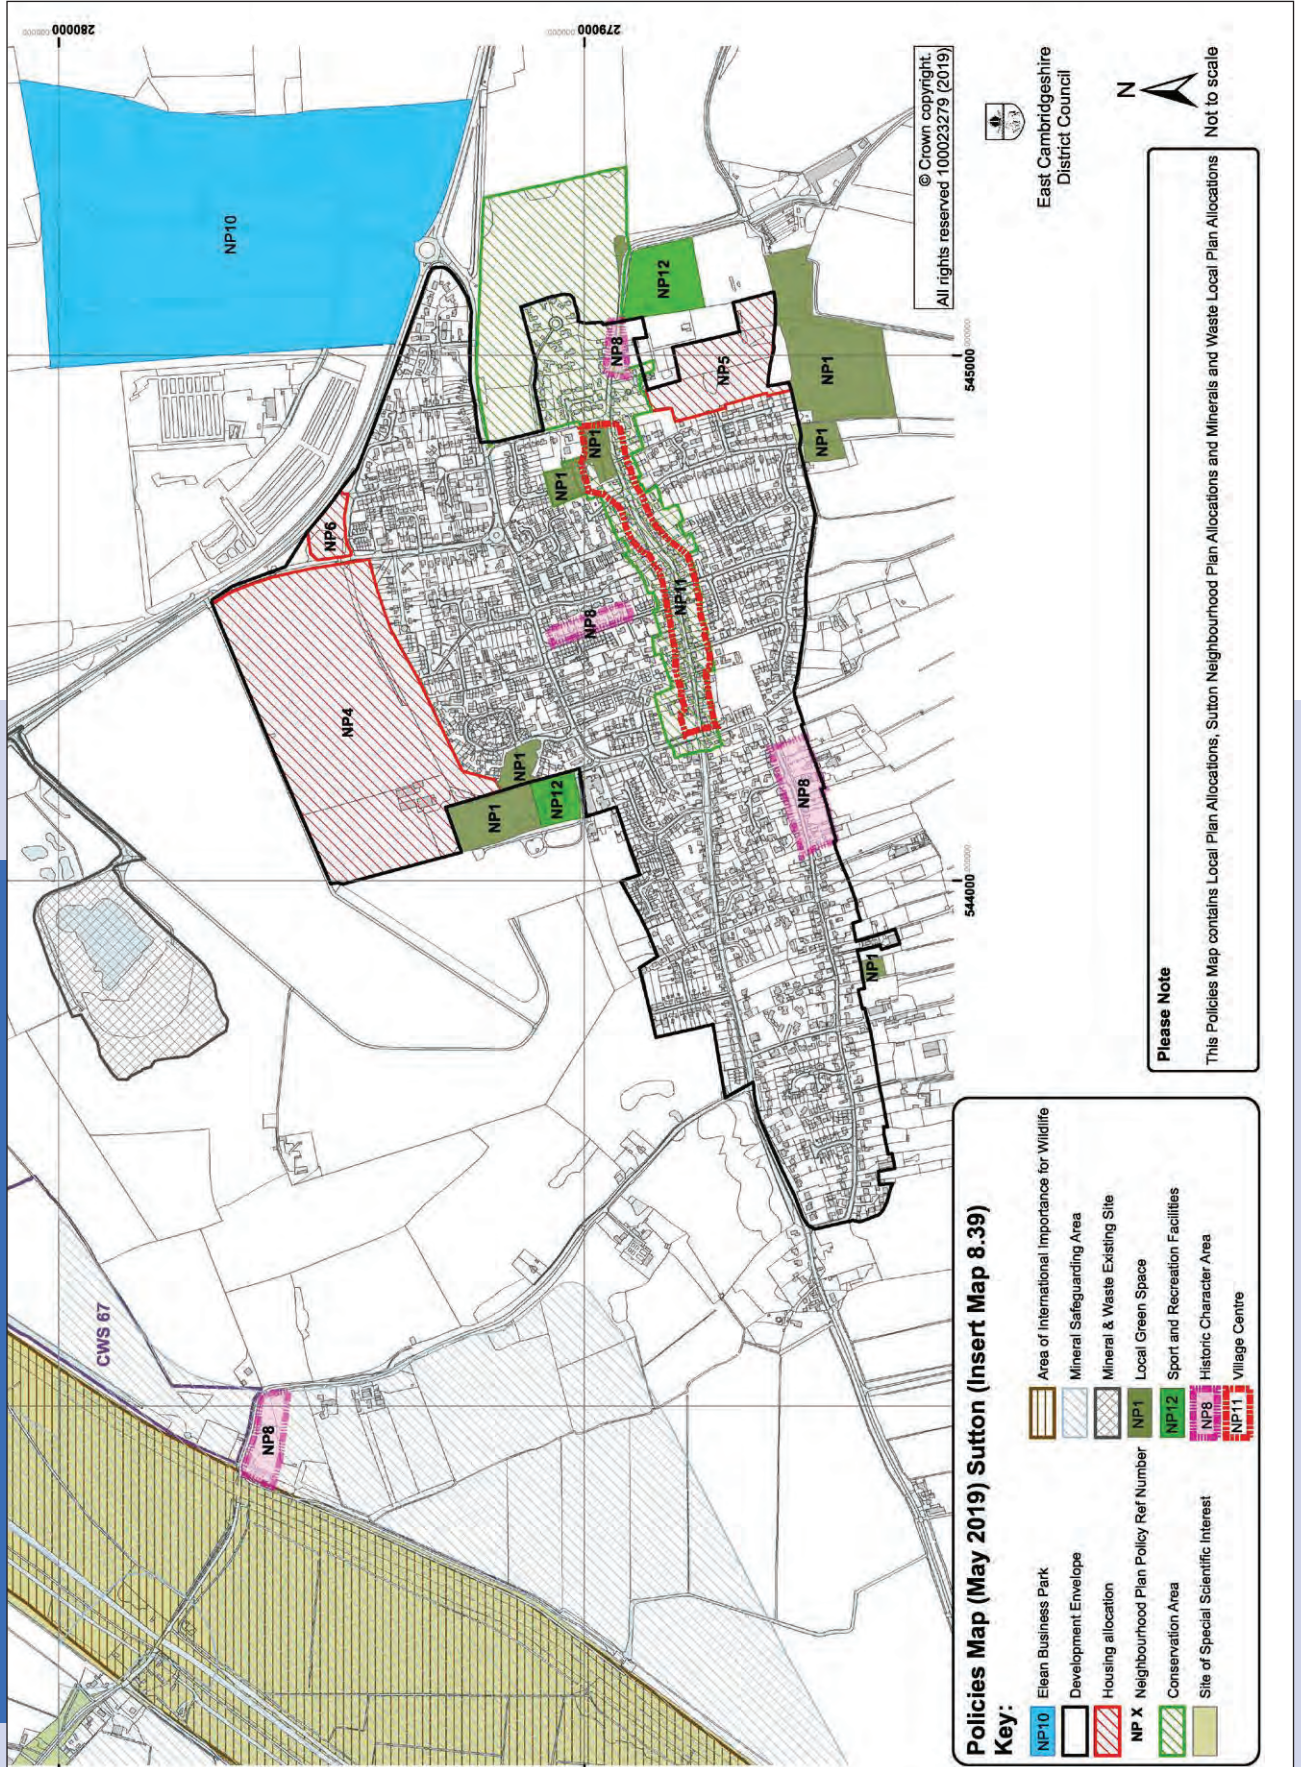 280000
279000
NP10
© Crown copyright.
All rights reserved 100023279 (2019)
East Cambridgeshire
District Council
N
Not to scale
NP12
NP8
NP5
NP1
NP1
545000
NP1
NP1
NP6
NP11
NP8
NP4
NP1
NP1
NP12
NP8
544000
NP1
CWS 67
NP8
Please Note
This Policies Map contains Local Plan Allocations, Sutton Neighbourhood Plan Allocations and Minerals and Waste Local Plan Allocations
Policies Map (May 2019) Sutton (Insert Map 8.39)
Key:
NP10 Elean Business Park
Development Envelope
Housing allocation
NP X Neighbourhood Plan Policy Ref Number
Conservation Area
Site of Special Scientific Interest
Area of International Importance for Wildlife
Mineral Safeguarding Area
Mineral & Waste Existing Site
NP1 Local Green Space
NP12 Sport and Recreation Facilities
NP8 Historic Character Area
NP11 Village Centre